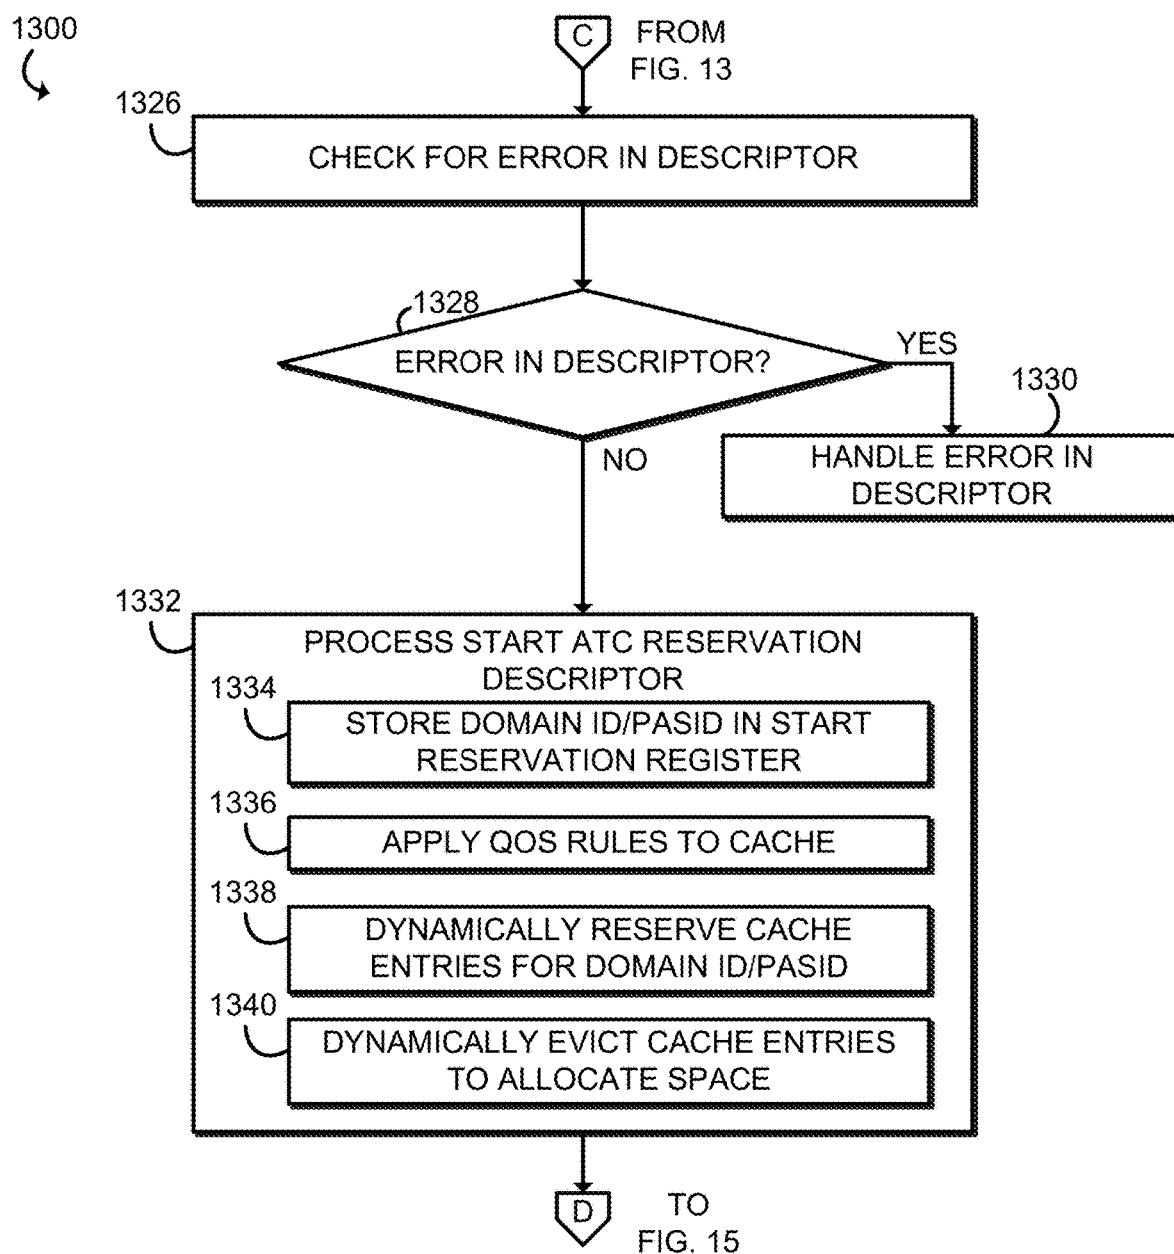 1300
C
FROM
FIG. 13
1326
CHECK FOR ERROR IN DESCRIPTOR
1328
ERROR IN DESCRIPTOR?
YES
1330
HANDLE ERROR IN
DESCRIPTOR
NO
1332
PROCESS START ATC RESERVATION
DESCRIPTOR
1334
STORE DOMAIN ID/PASID IN START
RESERVATION REGISTER
1336
APPLY QOS RULES TO CACHE
1338
DYNAMICALLY RESERVE CACHE
ENTRIES FOR DOMAIN ID/PASID
1340
DYNAMICALLY EVICT CACHE ENTRIES
TO ALLOCATE SPACE
D
TO
FIG. 15